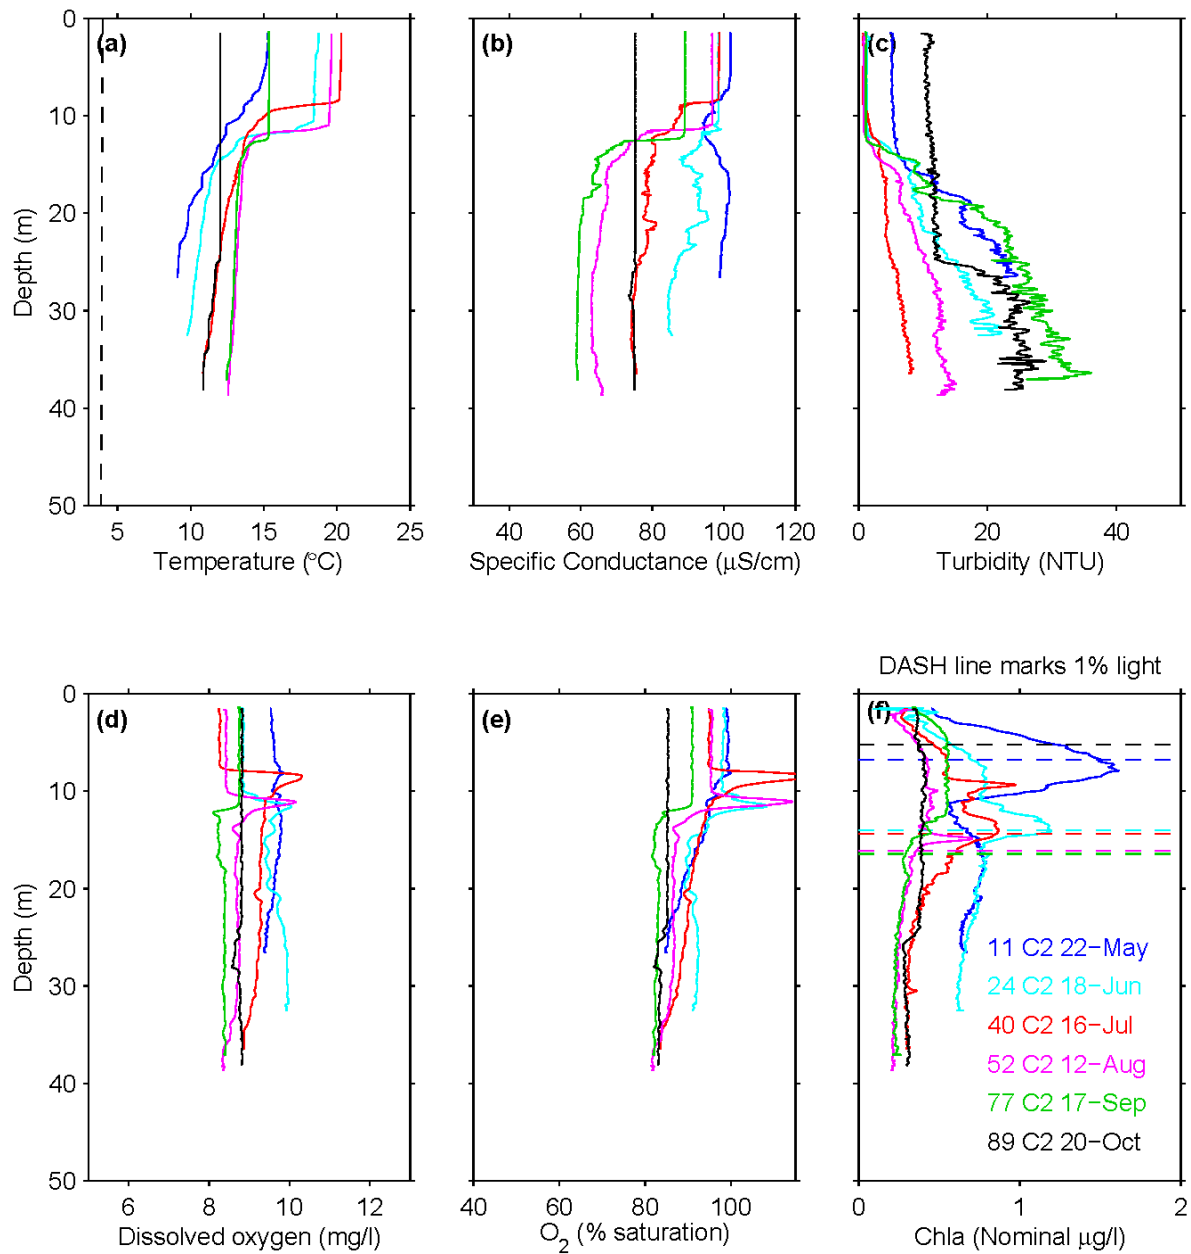 (a)
(b)
(c)
0
10
20
30
40
50
Depth (m)
5
10
15
20
25
Temperature (°C)
40
60
80
100
120
Specific Conductance (μS/cm)
0
20
40
Turbidity (NTU)
DASH line marks 1% light
(d)
(e)
(f)
0
10
20
30
40
50
Depth (m)
6
8
10
12
Dissolved oxygen (mg/l)
40
60
80
100
O2 (% saturation)
0
1
2
Chla (Nominal μg/l)
11 C2 22−May
24 C2 18−Jun
40 C2 16−Jul
52 C2 12−Aug
77 C2 17−Sep
89 C2 20−Oct